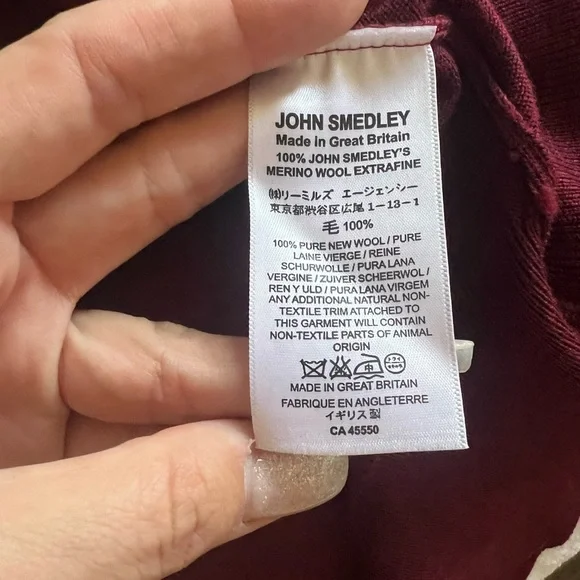 JOHN SMEDLEY
Made in Great Britain
100% JOHN SMEDLEY'S
MERINO WOOL EXTRAFINE
㈱リーミルズ エージェンシー
東京都渋谷区広尾 1-13-1
毛 100%
100% PURE NEW WOOL / PURE
LAINE VIERGE / REINE
SCHURWOLLE / PURA LANA
VERGINE / ZUIVER SCHEERWOL /
REN Y ULD / PURA LANA VIRGEM
ANY ADDITIONAL NATURAL NON-
TEXTILE TRIM ATTACHED TO
THIS GARMENT WILL CONTAIN
NON-TEXTILE PARTS OF ANIMAL
ORIGIN
中 ドライ
MADE IN GREAT BRITAIN
FABRIQUE EN ANGLETERRE
イギリス製
CA 45550